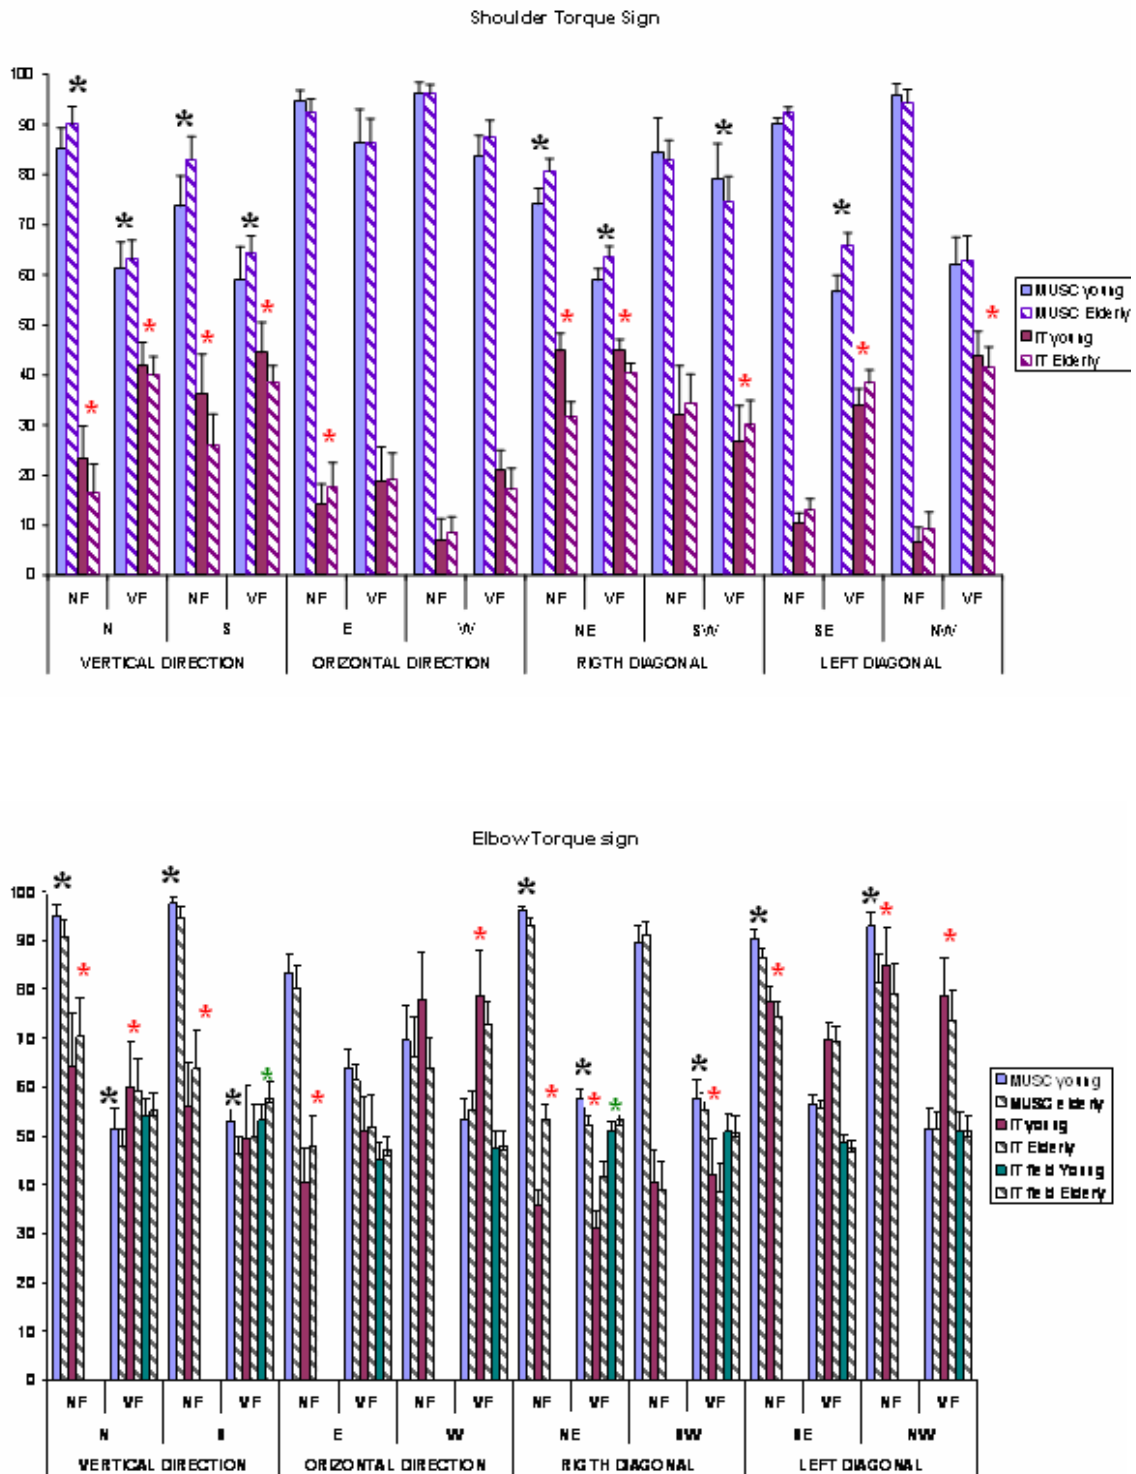 Shoulder Torque Sign
100
90
80
70
60
50
40
30
20
10
0
MUSC young
MUSC Elderly
IT young
IT Elderly
NF VF NF VF NF VF NF VF NF VF NF VF NF VF NF VF
N S E W NE SW SE NW
VERTICAL DIRECTION ORIZONTAL DIRECTION RIGTH DIAGONAL LEFT DIAGONAL
Elbow Torque sign
100
90
80
70
60
50
40
30
20
10
0
MUSC young
MUSC elderly
IT young
IT Elderly
IT field Young
IT field Elderly
NF VF NF VF NF VF NF VF NF VF NF VF NF VF NF VF
N E W NE NW
VERTICAL DIRECTION ORIZONTAL DIRECTION RIGTH DIAGONAL LEFT DIAGONAL